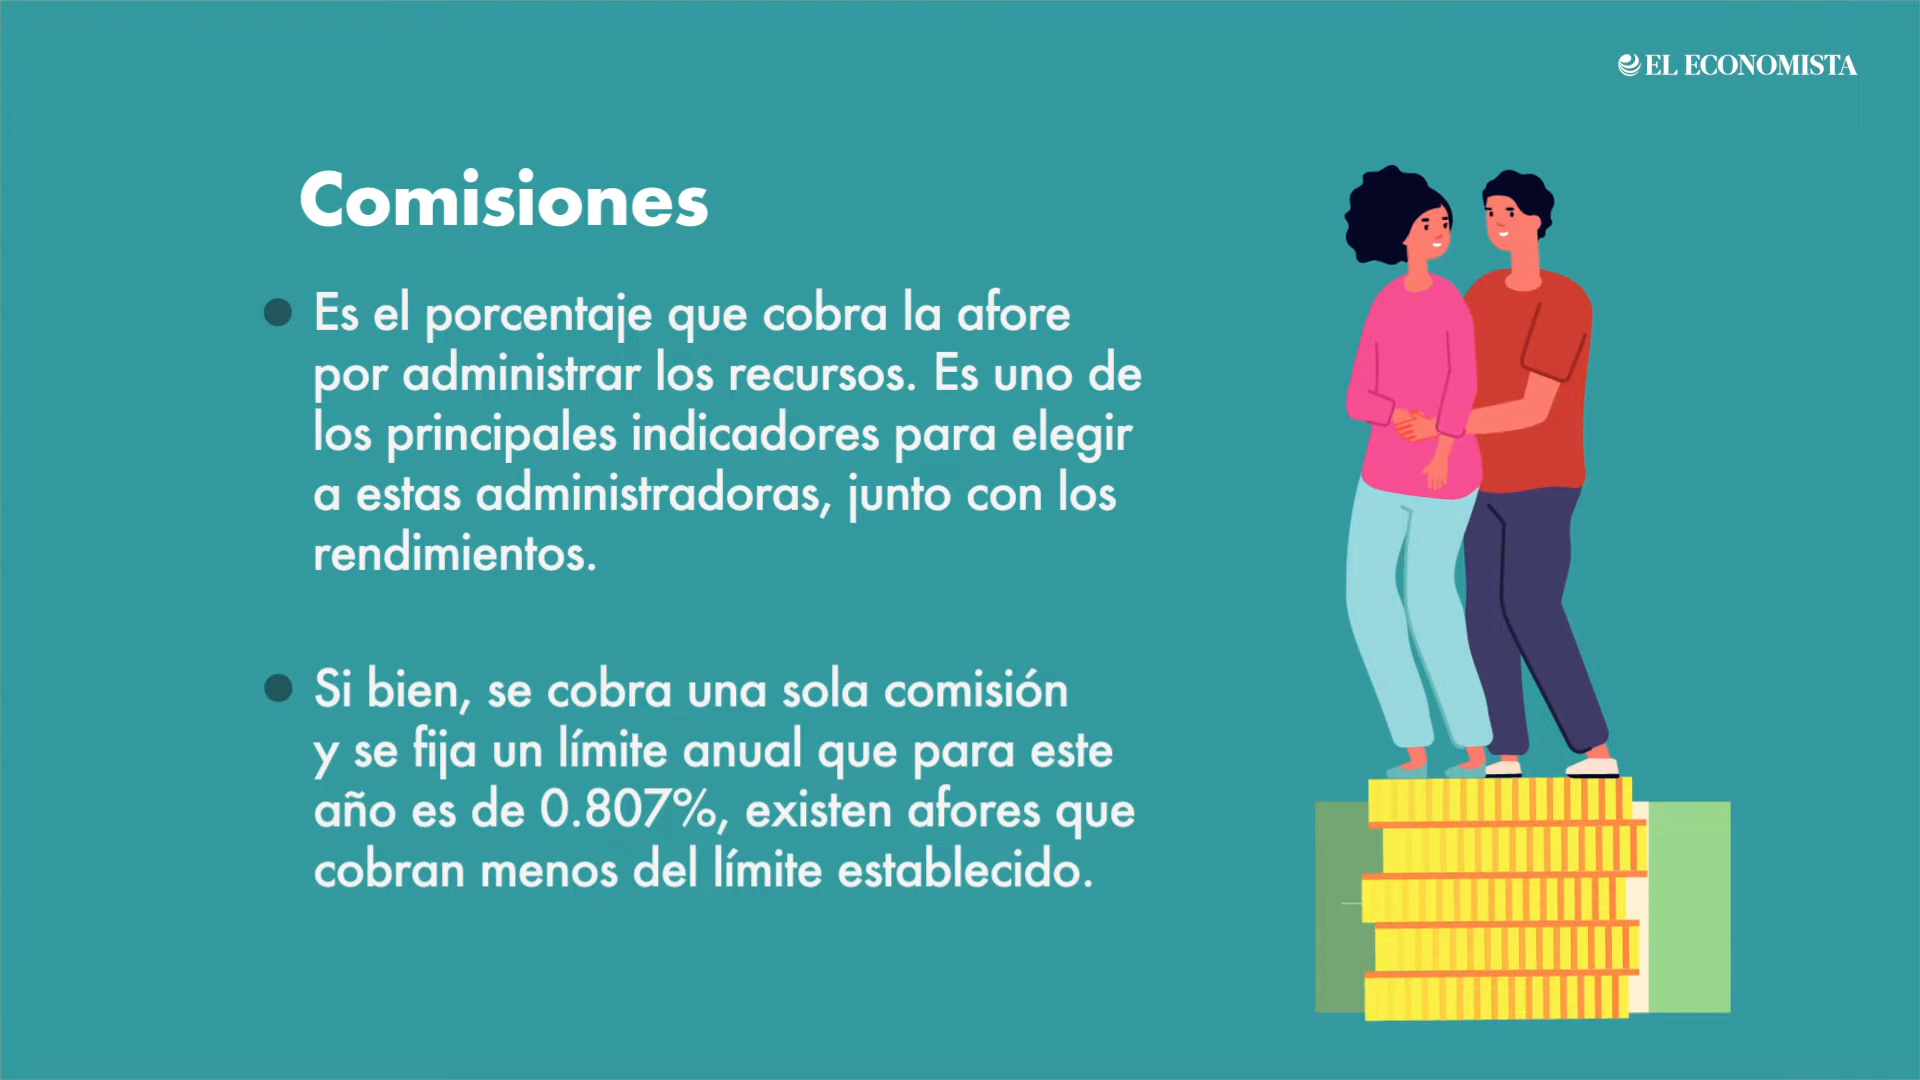 EL ECONOMISTA
Comisiones
Es el porcentaje que cobra la afore
por administrar los recursos. Es uno de
los principales indicadores para elegir
a estas administradoras, junto con los
rendimientos.
Si bien, se cobra una sola comisión
y se fija un límite anual que para este
año es de 0.807%, existen afores que
cobran menos del límite establecido.